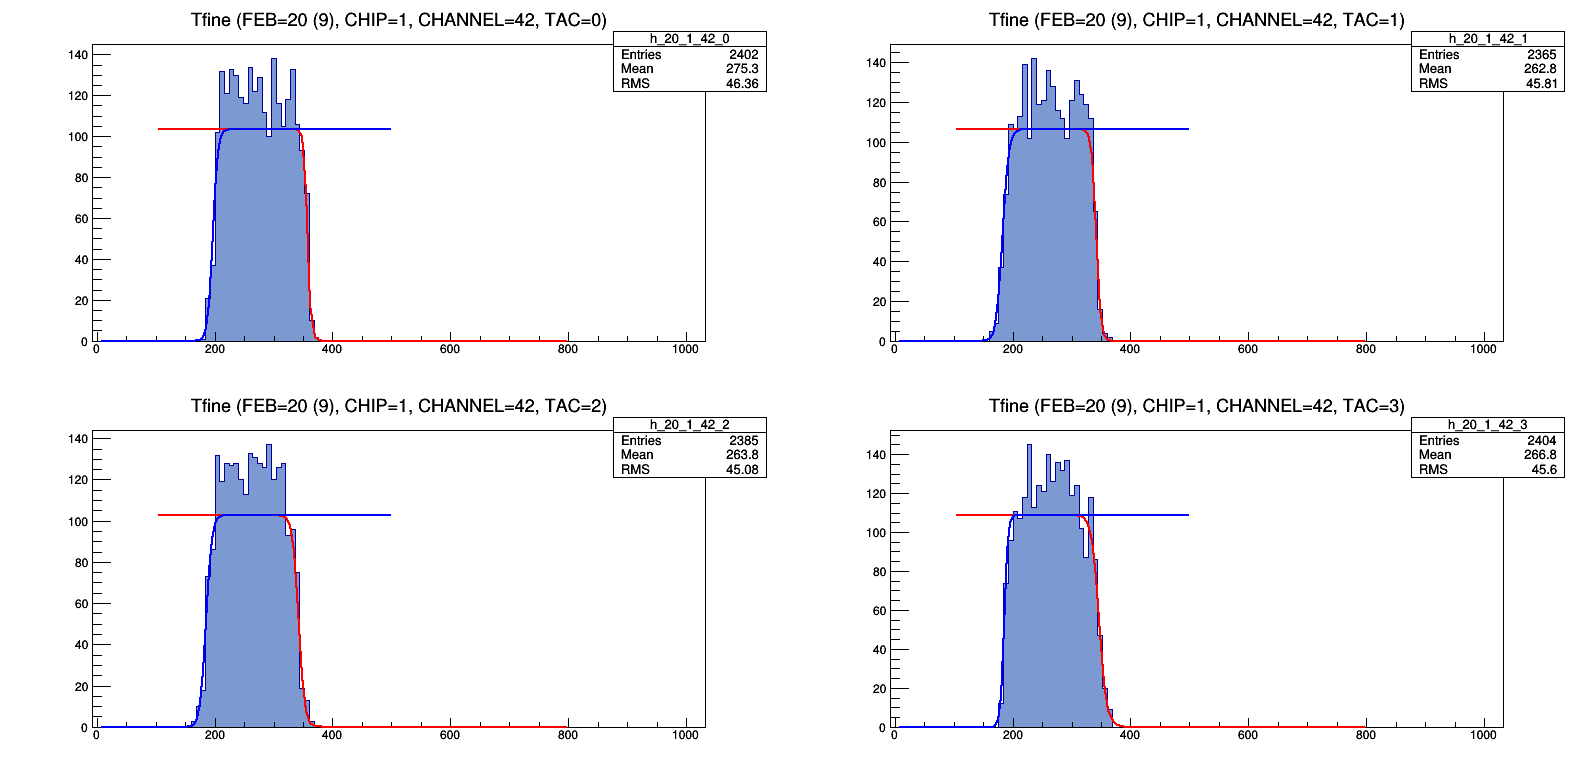 Tfine (FEB=20 (9), CHIP=1, CHANNEL=42, TAC=0)
h_20_1_42_0
Entries 2402
Mean 275.3
RMS 46.36
140
120
100
80
60
40
20
0
0 200 400 600 800 1000
Tfine (FEB=20 (9), CHIP=1, CHANNEL=42, TAC=1)
h_20_1_42_1
Entries 2365
Mean 262.8
RMS 45.81
140
120
100
80
60
40
20
0
0 200 400 600 800 1000
Tfine (FEB=20 (9), CHIP=1, CHANNEL=42, TAC=2)
h_20_1_42_2
Entries 2385
Mean 263.8
RMS 45.08
140
120
100
80
60
40
20
0
0 200 400 600 800 1000
Tfine (FEB=20 (9), CHIP=1, CHANNEL=42, TAC=3)
h_20_1_42_3
Entries 2404
Mean 266.8
RMS 45.6
140
120
100
80
60
40
20
0
0 200 400 600 800 1000